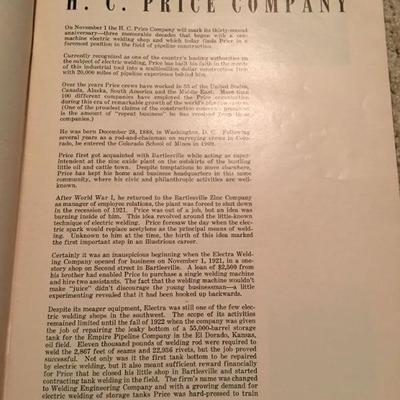 H. C. PRICE COMPANY
On November 1 the H. C. Price Company will mark its thirty-second
anniversary—three memorable decades that began with a one-
machine electric welding shop and which today finds Price in a
foremost position in the field of pipeline construction.
Currently recognized as one of the country's leading authorities on
the subject of electric welding, Price has built his faith in the merits
of this industrial tool into a multimillion dollar construction firm
with 20,000 miles of pipeline experience behind him.
Over the years Price crews have worked in 35 of the United States,
Canada, Alaska, South America and the Middle East. More than
100 different companies have employed the Price organization
during this era of remarkable growth of the world's pipeline system.
(One of the proudest claims of the construction company president
is the amount of "repeat business" he has received from these
companies).
He was born December 28, 1888, in Washington, D. C. Following
several years as a rod-and-chainman on surveying crews in Colo-
rado, he entered the Colorado School of Mines in 1909.
Price first got acquainted with Bartlesville while acting as super-
intendent at the zinc oxide plant on the outskirts of the bustling
little oil and cattle town. Despite temptations to move elsewhere,
Price has kept his home and business headquarters in this same
community, where his civic and philanthropic activities are well-
known.
After World War I, he returned to the Bartlesville Zinc Company
as manager of employee relations, the plant was forced to shut down
in the recession of 1921. Price was out of a job, but an idea was
burning inside of him. This idea revolved around the little-known
technique of electric welding. Price foresaw the day when the elec-
tric spark would replace acetylene as the principal means of weld-
ing. Unknown to him at the time, the birth of this idea marked
the first important step in an illustrious career.
Certainly it was an inauspicious beginning when the Electra Weld-
ing Company opened for business on November 1, 1921, in a one-
story shop on Second street in Bartlesville. A loan of $2,500 from
his brother had enabled Price to purchase a single welding machine
and hire two assistants. The fact that the welding machine wouldn't
make "juice" didn't discourage the young businessman—a little
experimenting revealed that it had been hooked up backwards.
Despite its meager equipment, Electra was still one of the few
electric welding shops in the southwest. The scope of its activities
remained limited until the fall of 1922 when the company was given
the job of repairing the leaky bottom of a 55,000-barrel storage
tank for the Empire Pipeline Company in the El Dorado, Kansas,
oil field. Eleven thousand pounds of welding rod were required to
weld the 2,867 feet of seams and 22,936 rivets, but the job proved
successful. Not only was it the first tank bottom to be repaired
by electric welding, but it also meant sufficient reward financially
for Price that he closed his little shop in Bartlesville and started
contracting tank welding in the field. The firm's name was changed
to Welding Engineering Company and with a growing demand for
electric welding of storage tanks Price was hard-pressed to train